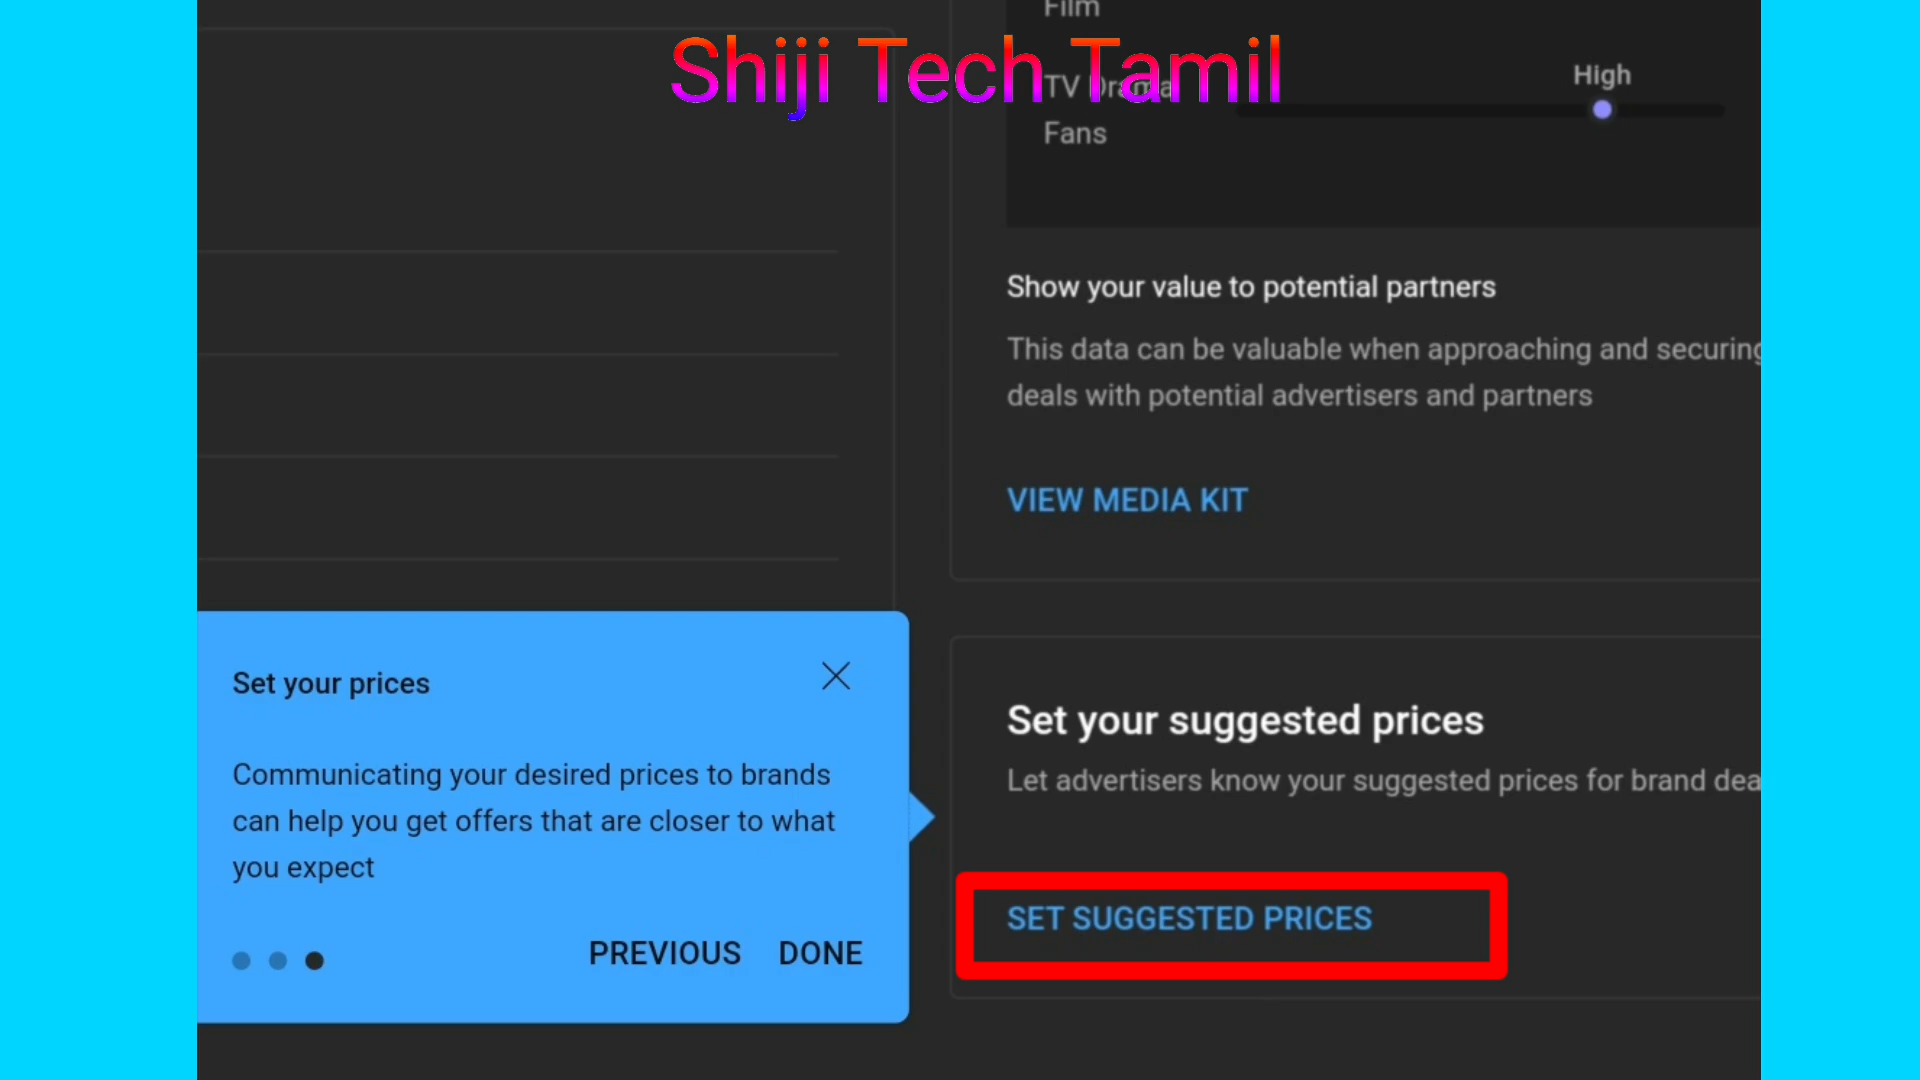 Film
Shiji Tech Tamil
TV Drama
Fans
High
Show your value to potential partners
This data can be valuable when approaching and securing
deals with potential advertisers and partners
VIEW MEDIA KIT
Set your prices
Communicating your desired prices to brands
can help you get offers that are closer to what
you expect
PREVIOUS DONE
Set your suggested prices
Let advertisers know your suggested prices for brand dea
SET SUGGESTED PRICES